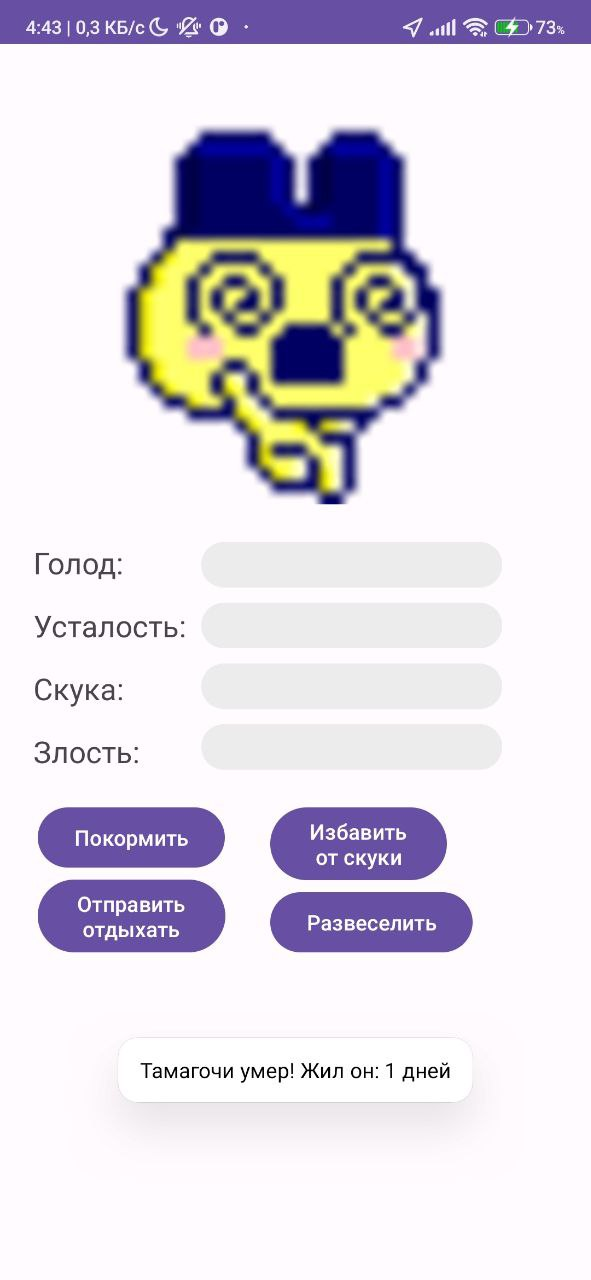 4:43 | 0,3 КБ/с 73%
Голод:
Усталость:
Скука:
Злость:
Покормить
Избавить
от скуки
Отправить
отдыхать
Развеселить
Тамагочи умер! Жил он: 1 дней